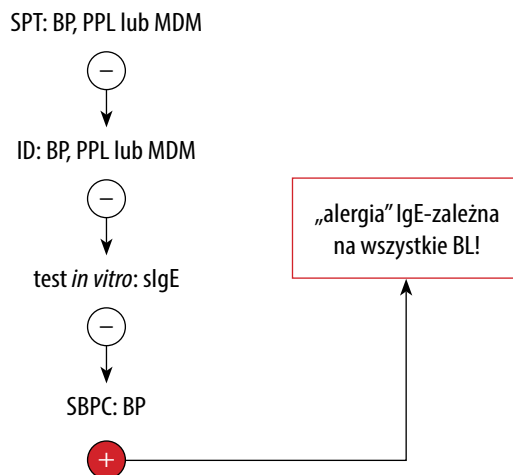 SPT: BP, PPL lub MDM
−
ID: BP, PPL lub MDM
−
„alergia” IgE-zależna
na wszystkie BL!
test in vitro: sIgE
−
SBPC: BP
+